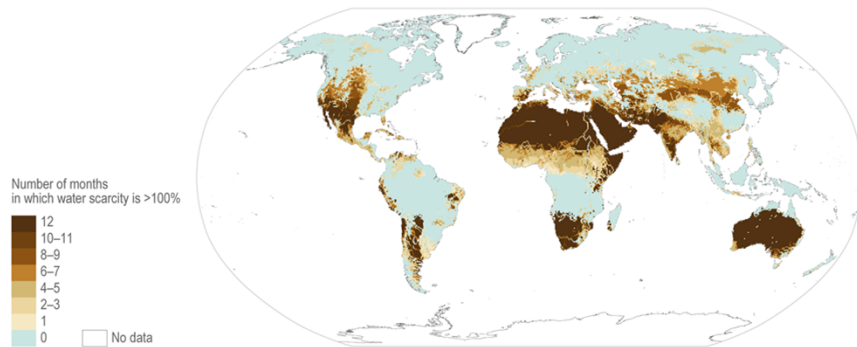 Number of months
in which water scarcity is >100%
12
10–11
8–9
6–7
4–5
2–3
1
0
No data